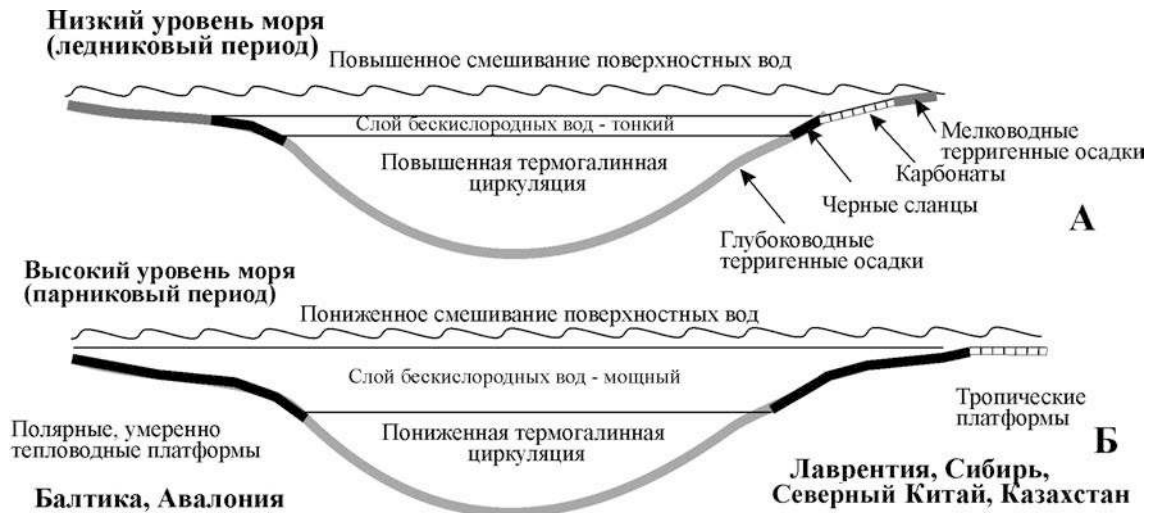 Низкий уровень моря
(ледниковый период)
Повышенное смешивание поверхностных вод
Слой бескислородных вод - тонкий
Повышенная термогалинная
циркуляция
Мелководные
терригенные осадки
Карбонаты
Черные сланцы
Глубоководные
терригенные осадки
А
Высокий уровень моря
(парниковый период)
Пониженное смешивание поверхностных вод
Слой бескислородных вод - мощный
Пониженная термогалинная
циркуляция
Полярные, умеренно
тепловодные платформы
Тропические
платформы
Б
Балтика, Авалония
Лаврентия, Сибирь,
Северный Китай, Казахстан